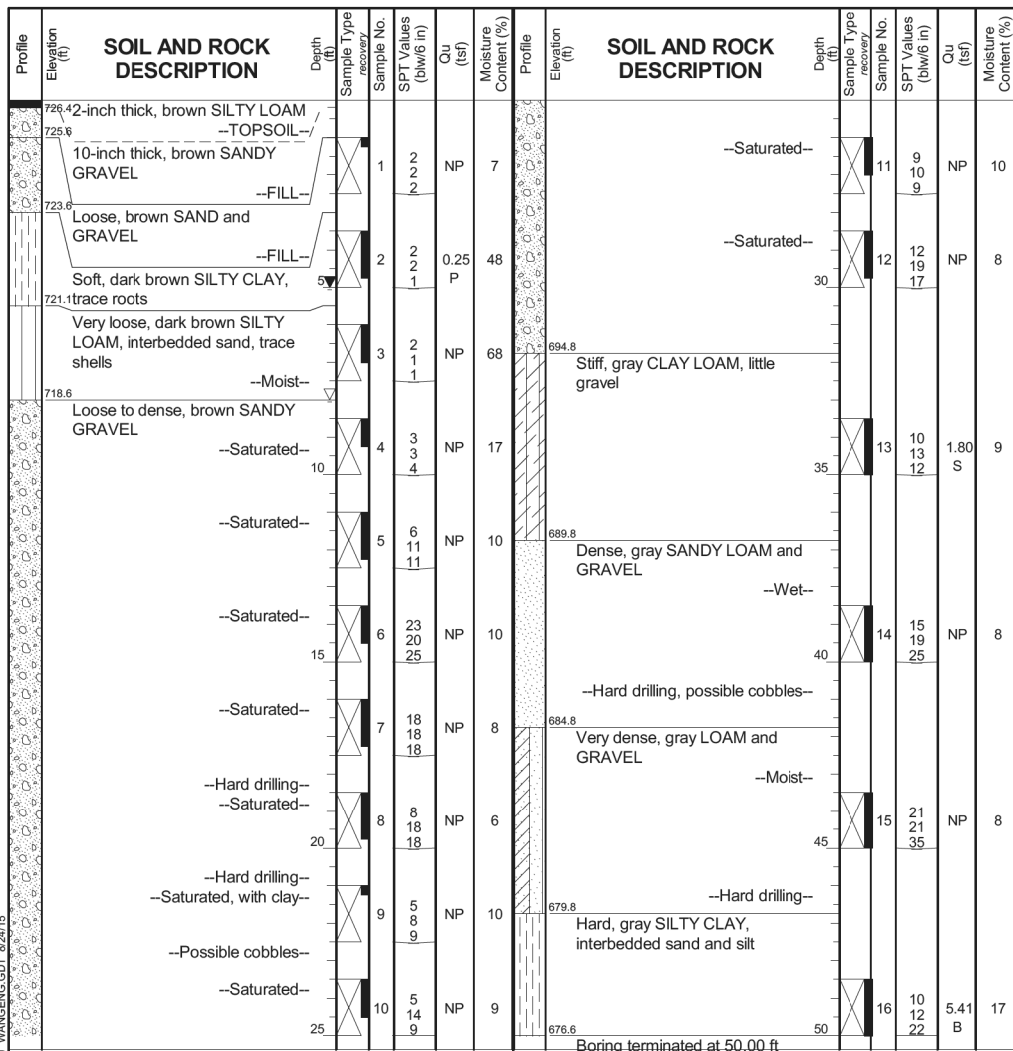 Profile
Elevation
(ft)
SOIL AND ROCK
DESCRIPTION
Depth
(ft)
Sample Type
recovery
Sample No.
SPT Values
(blw/6 in)
Qu
(tsf)
Moisture
Content (%)
726.4
2-inch thick, brown SILTY LOAM
--TOPSOIL--
725.6
10-inch thick, brown SANDY
GRAVEL
--FILL--
1
2
2
2
NP
7
723.6
Loose, brown SAND and
GRAVEL
--FILL--
Soft, dark brown SILTY CLAY,
trace roots
5
2
2
2
1
0.25
P
48
721.1
Very loose, dark brown SILTY
LOAM, interbedded sand, trace
shells
--Moist--
3
2
1
1
NP
68
718.6
Loose to dense, brown SANDY
GRAVEL
--Saturated--
10
4
3
3
4
NP
17
--Saturated--
5
6
11
11
NP
10
--Saturated--
15
6
23
20
25
NP
10
--Saturated--
7
18
18
18
NP
8
--Hard drilling--
--Saturated--
20
8
8
18
18
NP
6
--Hard drilling--
--Saturated, with clay--
9
5
8
9
NP
10
--Possible cobbles--
--Saturated--
25
10
5
14
9
NP
9
Profile
Elevation
(ft)
SOIL AND ROCK
DESCRIPTION
Depth
(ft)
Sample Type
recovery
Sample No.
SPT Values
(blw/6 in)
Qu
(tsf)
Moisture
Content (%)
--Saturated--
11
9
10
9
NP
10
--Saturated--
30
12
12
19
17
NP
8
694.8
Stiff, gray CLAY LOAM, little
gravel
35
13
10
13
12
1.80
S
9
689.8
Dense, gray SANDY LOAM and
GRAVEL
--Wet--
40
14
15
19
25
NP
8
--Hard drilling, possible cobbles--
684.8
Very dense, gray LOAM and
GRAVEL
--Moist--
45
15
21
21
35
NP
8
--Hard drilling--
679.8
Hard, gray SILTY CLAY,
interbedded sand and silt
50
16
10
12
22
5.41
B
17
676.6
Boring terminated at 50.00 ft
WANGENG.GDT 8/24/15